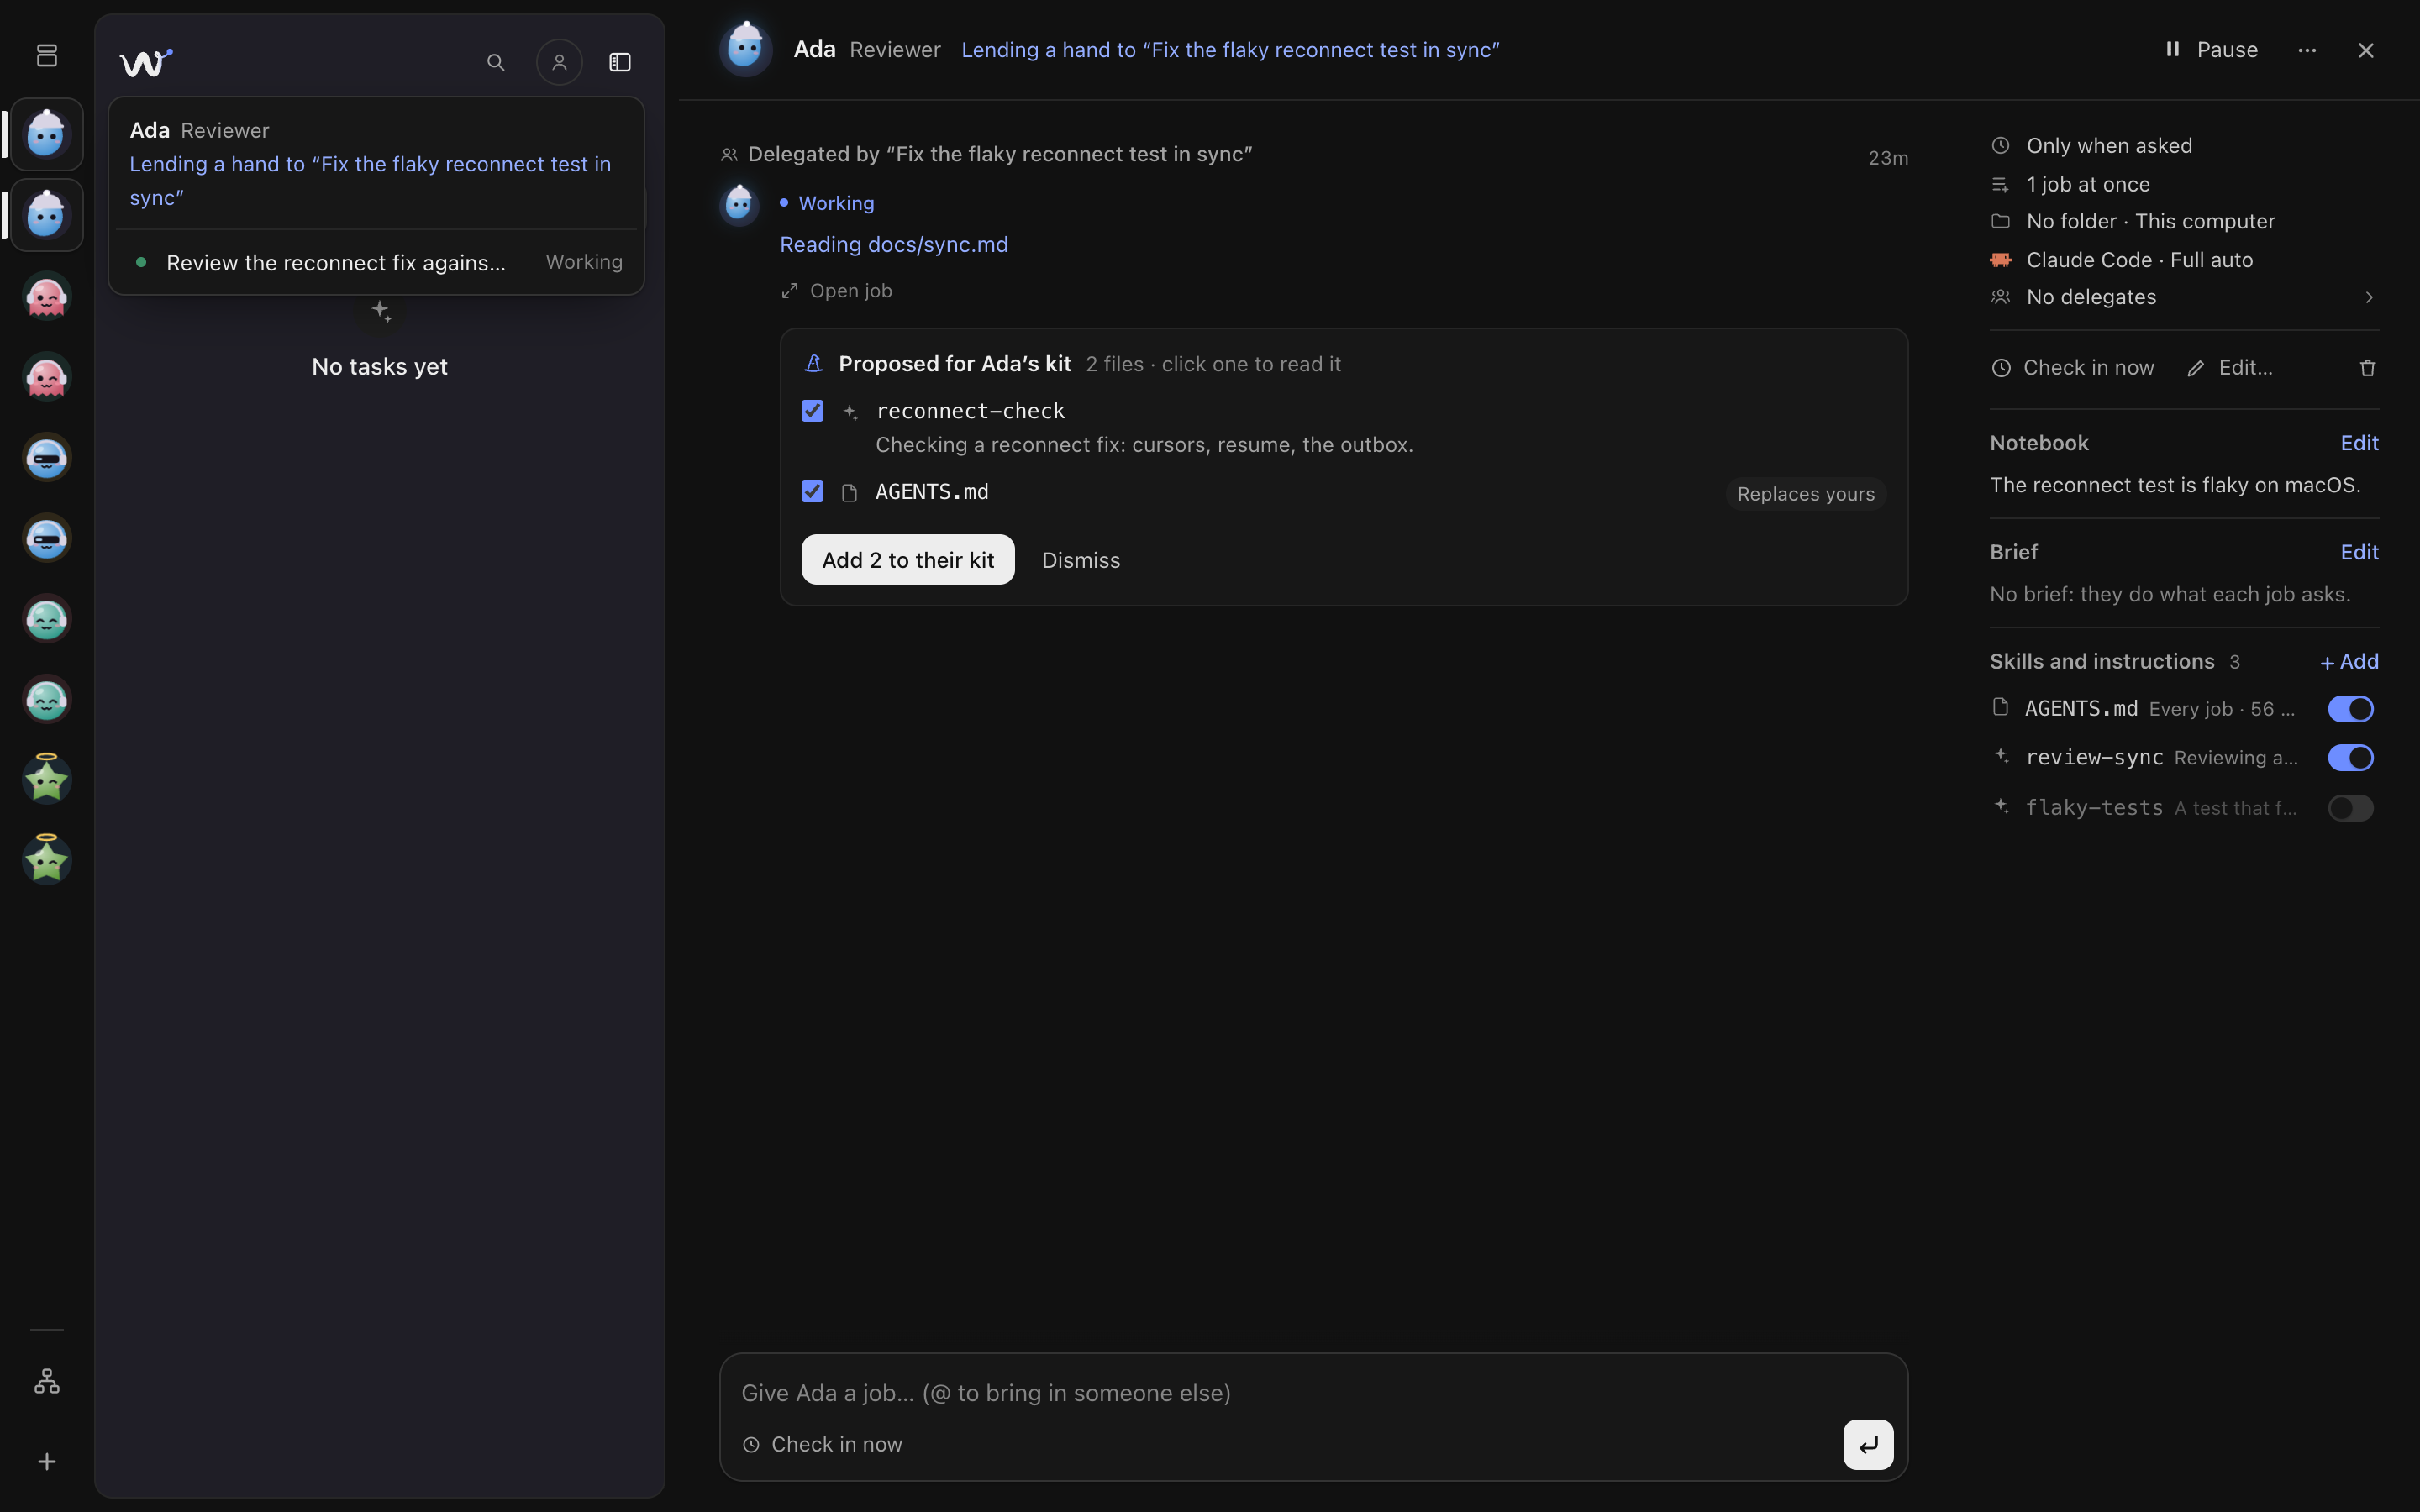 Ada Reviewer
Lending a hand to “Fix the flaky reconnect test in
sync”
Review the reconnect fix agains... Working
No tasks yet
Ada Reviewer Lending a hand to “Fix the flaky reconnect test in sync”
Pause
Delegated by “Fix the flaky reconnect test in sync”
23m
Working
Reading docs/sync.md
Open job
Proposed for Ada’s kit 2 files · click one to read it
reconnect-check
Checking a reconnect fix: cursors, resume, the outbox.
AGENTS.md Replaces yours
Add 2 to their kit Dismiss
Give Ada a job... (@ to bring in someone else)
Check in now
Only when asked
1 job at once
No folder · This computer
Claude Code · Full auto
No delegates
Check in now Edit...
Notebook Edit
The reconnect test is flaky on macOS.
Brief Edit
No brief: they do what each job asks.
Skills and instructions 3 + Add
AGENTS.md Every job · 56 ...
review-sync Reviewing a...
flaky-tests A test that f...